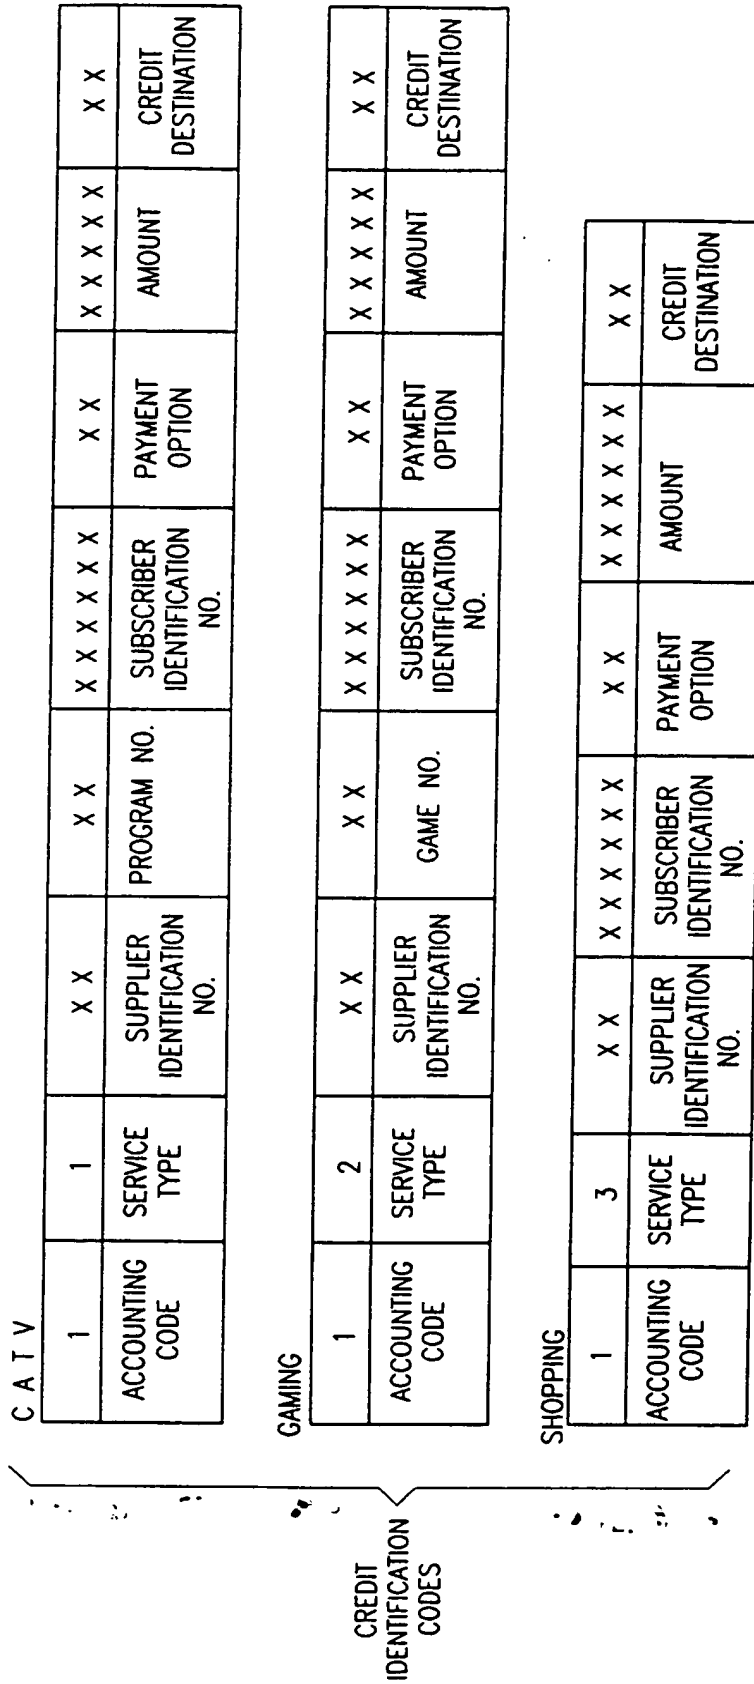 CREDIT
IDENTIFICATION
CODES
C A T V
1 1 X X X X X X X X X X X X X X X X X X X
ACCOUNTING CODE SERVICE TYPE SUPPLIER IDENTIFICATION NO. PROGRAM NO. SUBSCRIBER IDENTIFICATION NO. PAYMENT OPTION AMOUNT CREDIT DESTINATION
GAMING
1 2 X X X X X X X X X X X X X X X X X X X
ACCOUNTING CODE SERVICE TYPE SUPPLIER IDENTIFICATION NO. GAME NO. SUBSCRIBER IDENTIFICATION NO. PAYMENT OPTION AMOUNT CREDIT DESTINATION
SHOPPING
1 3 X X X X X X X X X X X X X X X X X X
ACCOUNTING CODE SERVICE TYPE SUPPLIER IDENTIFICATION NO. SUBSCRIBER IDENTIFICATION NO. PAYMENT OPTION AMOUNT CREDIT DESTINATION